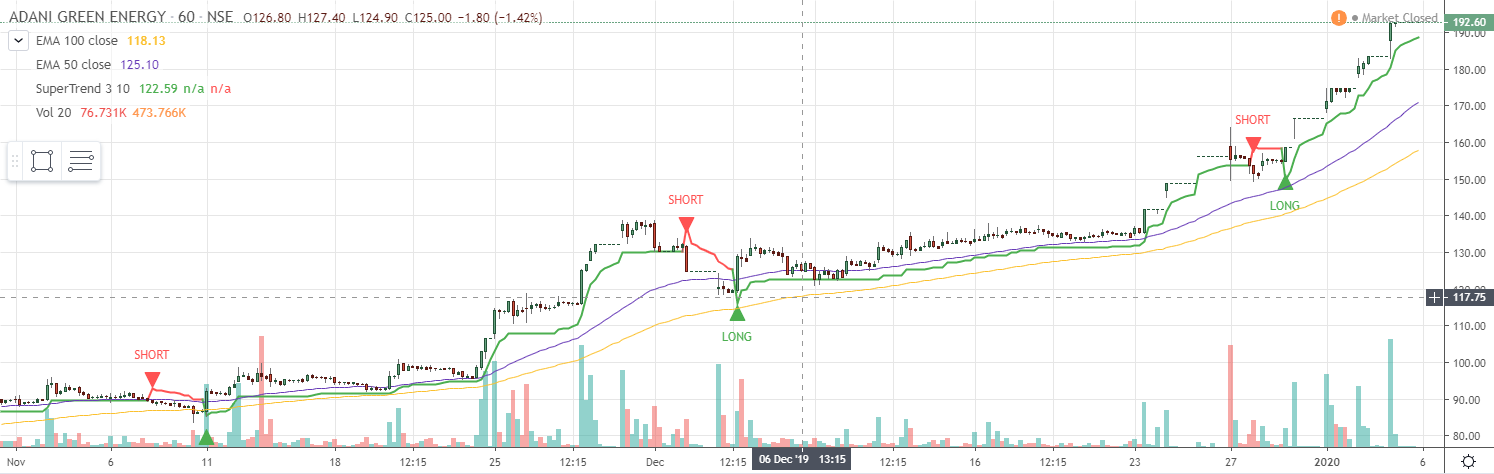 ADANI GREEN ENERGY · 60 · NSE O126.80 H127.40 L124.90 C125.00 −1.80 (−1.42%)
Market Closed
192.60
EMA 100 close 118.13
EMA 50 close 125.10
SuperTrend 3 10 122.59 n/a n/a
Vol 20 76.731K 473.766K
190.00
180.00
170.00
160.00
150.00
140.00
130.00
117.75
110.00
100.00
90.00
80.00
SHORT
SHORT
LONG
SHORT
LONG
Nov 6 11 18 12:15 25 12:15 Dec 12:15 06 Dec '19 13:15 12:15 16 12:15 23 27 2020 6